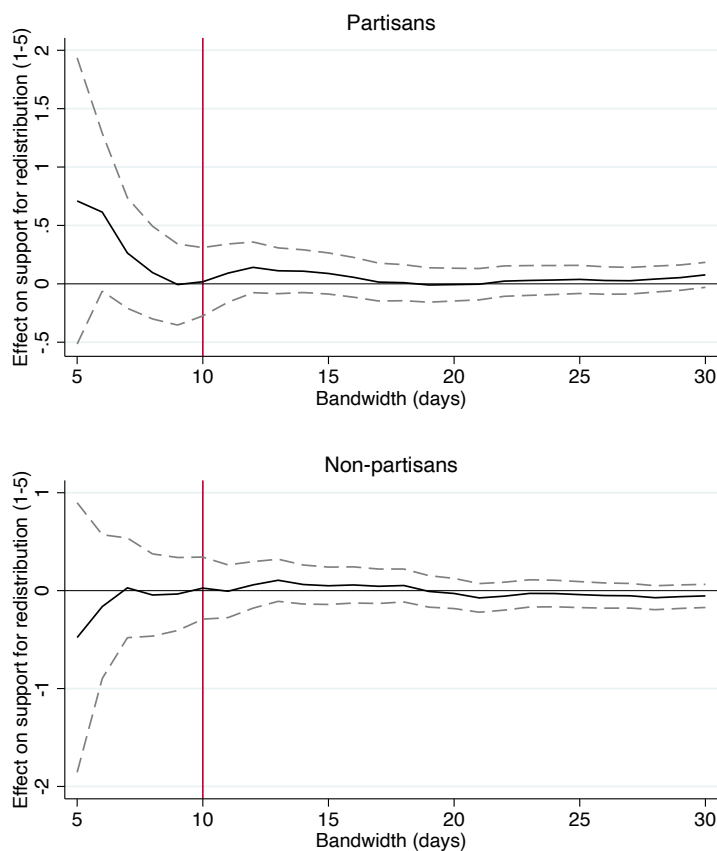 Partisans
Effect on support for redistribution (1-5)
2
1.5
1
.5
0
-.5
5 10 15 20 25 30
Bandwidth (days)
Non-partisans
Effect on support for redistribution (1-5)
1
0
-1
-2
5 10 15 20 25 30
Bandwidth (days)